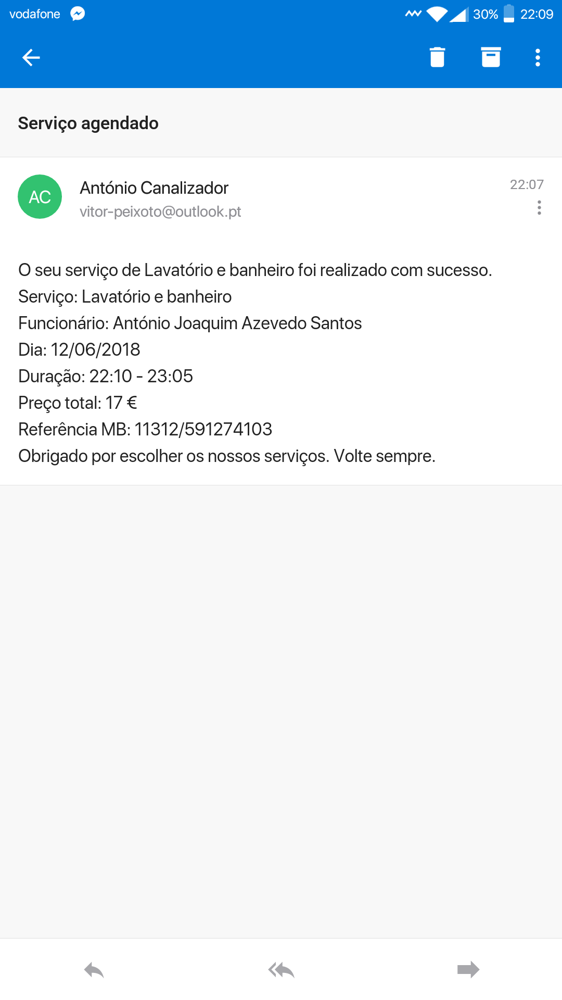 vodafone 30% 22:09
Serviço agendado
AC
António Canalizador
22:07
vitor-peixoto@outlook.pt
O seu serviço de Lavatório e banheiro foi realizado com sucesso.
Serviço: Lavatório e banheiro
Funcionário: António Joaquim Azevedo Santos
Dia: 12/06/2018
Duração: 22:10 - 23:05
Preço total: 17 €
Referência MB: 11312/591274103
Obrigado por escolher os nossos serviços. Volte sempre.